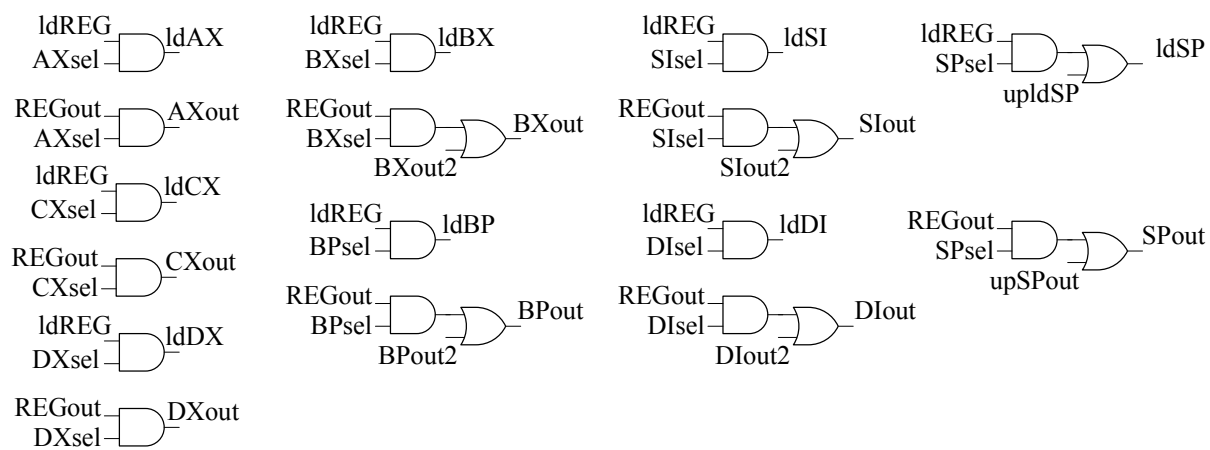 ldREG
AXsel
ldAX
REGout
AXsel
AXout
ldREG
CXsel
ldCX
REGout
CXsel
CXout
ldREG
DXsel
ldDX
REGout
DXsel
DXout
ldREG
BXsel
ldBX
REGout
BXsel
BXout2
BXout
ldREG
BPsel
ldBP
REGout
BPsel
BPout2
BPout
ldREG
SIsel
ldSI
REGout
SIsel
SIout2
SIout
ldREG
DIsel
ldDI
REGout
DIsel
DIout2
DIout
ldREG
SPsel
upldSP
ldSP
REGout
SPsel
upSPout
SPout